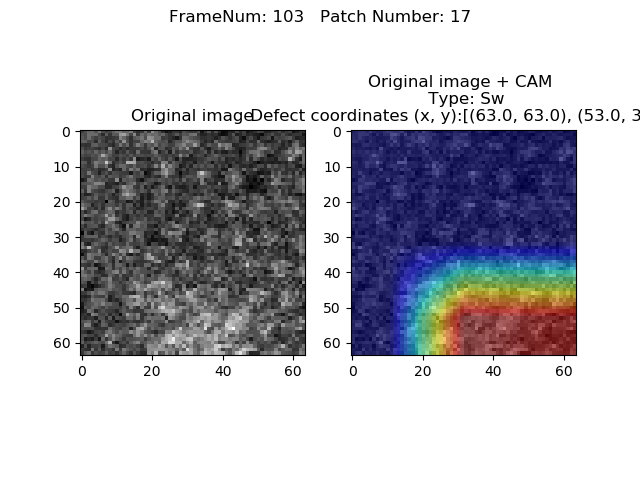 FrameNum: 103   Patch Number: 17
Original image + CAM
Type: Sw
Original image
Defect coordinates (x, y):[(63.0, 63.0), (53.0, 3
0
10
20
30
40
50
60
0 20 40 60
0
10
20
30
40
50
60
0 20 40 60